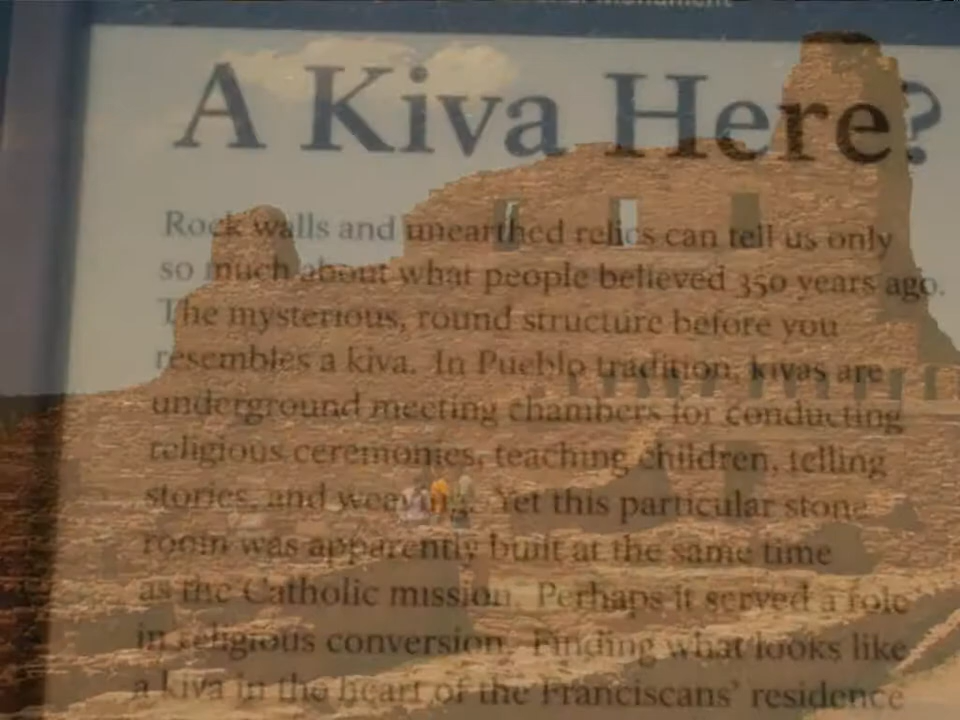 Monument
A Kiva Here?
Rock walls and unearthed relics can tell us only
so much about what people believed 350 years ago.
The mysterious, round structure before you
resembles a kiva. In Pueblo tradition, kivas are
underground meeting chambers for conducting
religious ceremonies, teaching children, telling
stories, and weaving. Yet this particular stone
room was apparently built at the same time
as the Catholic mission. Perhaps it served a role
in religious conversion. Finding what looks like
a kiva in the heart of the Franciscans' residence